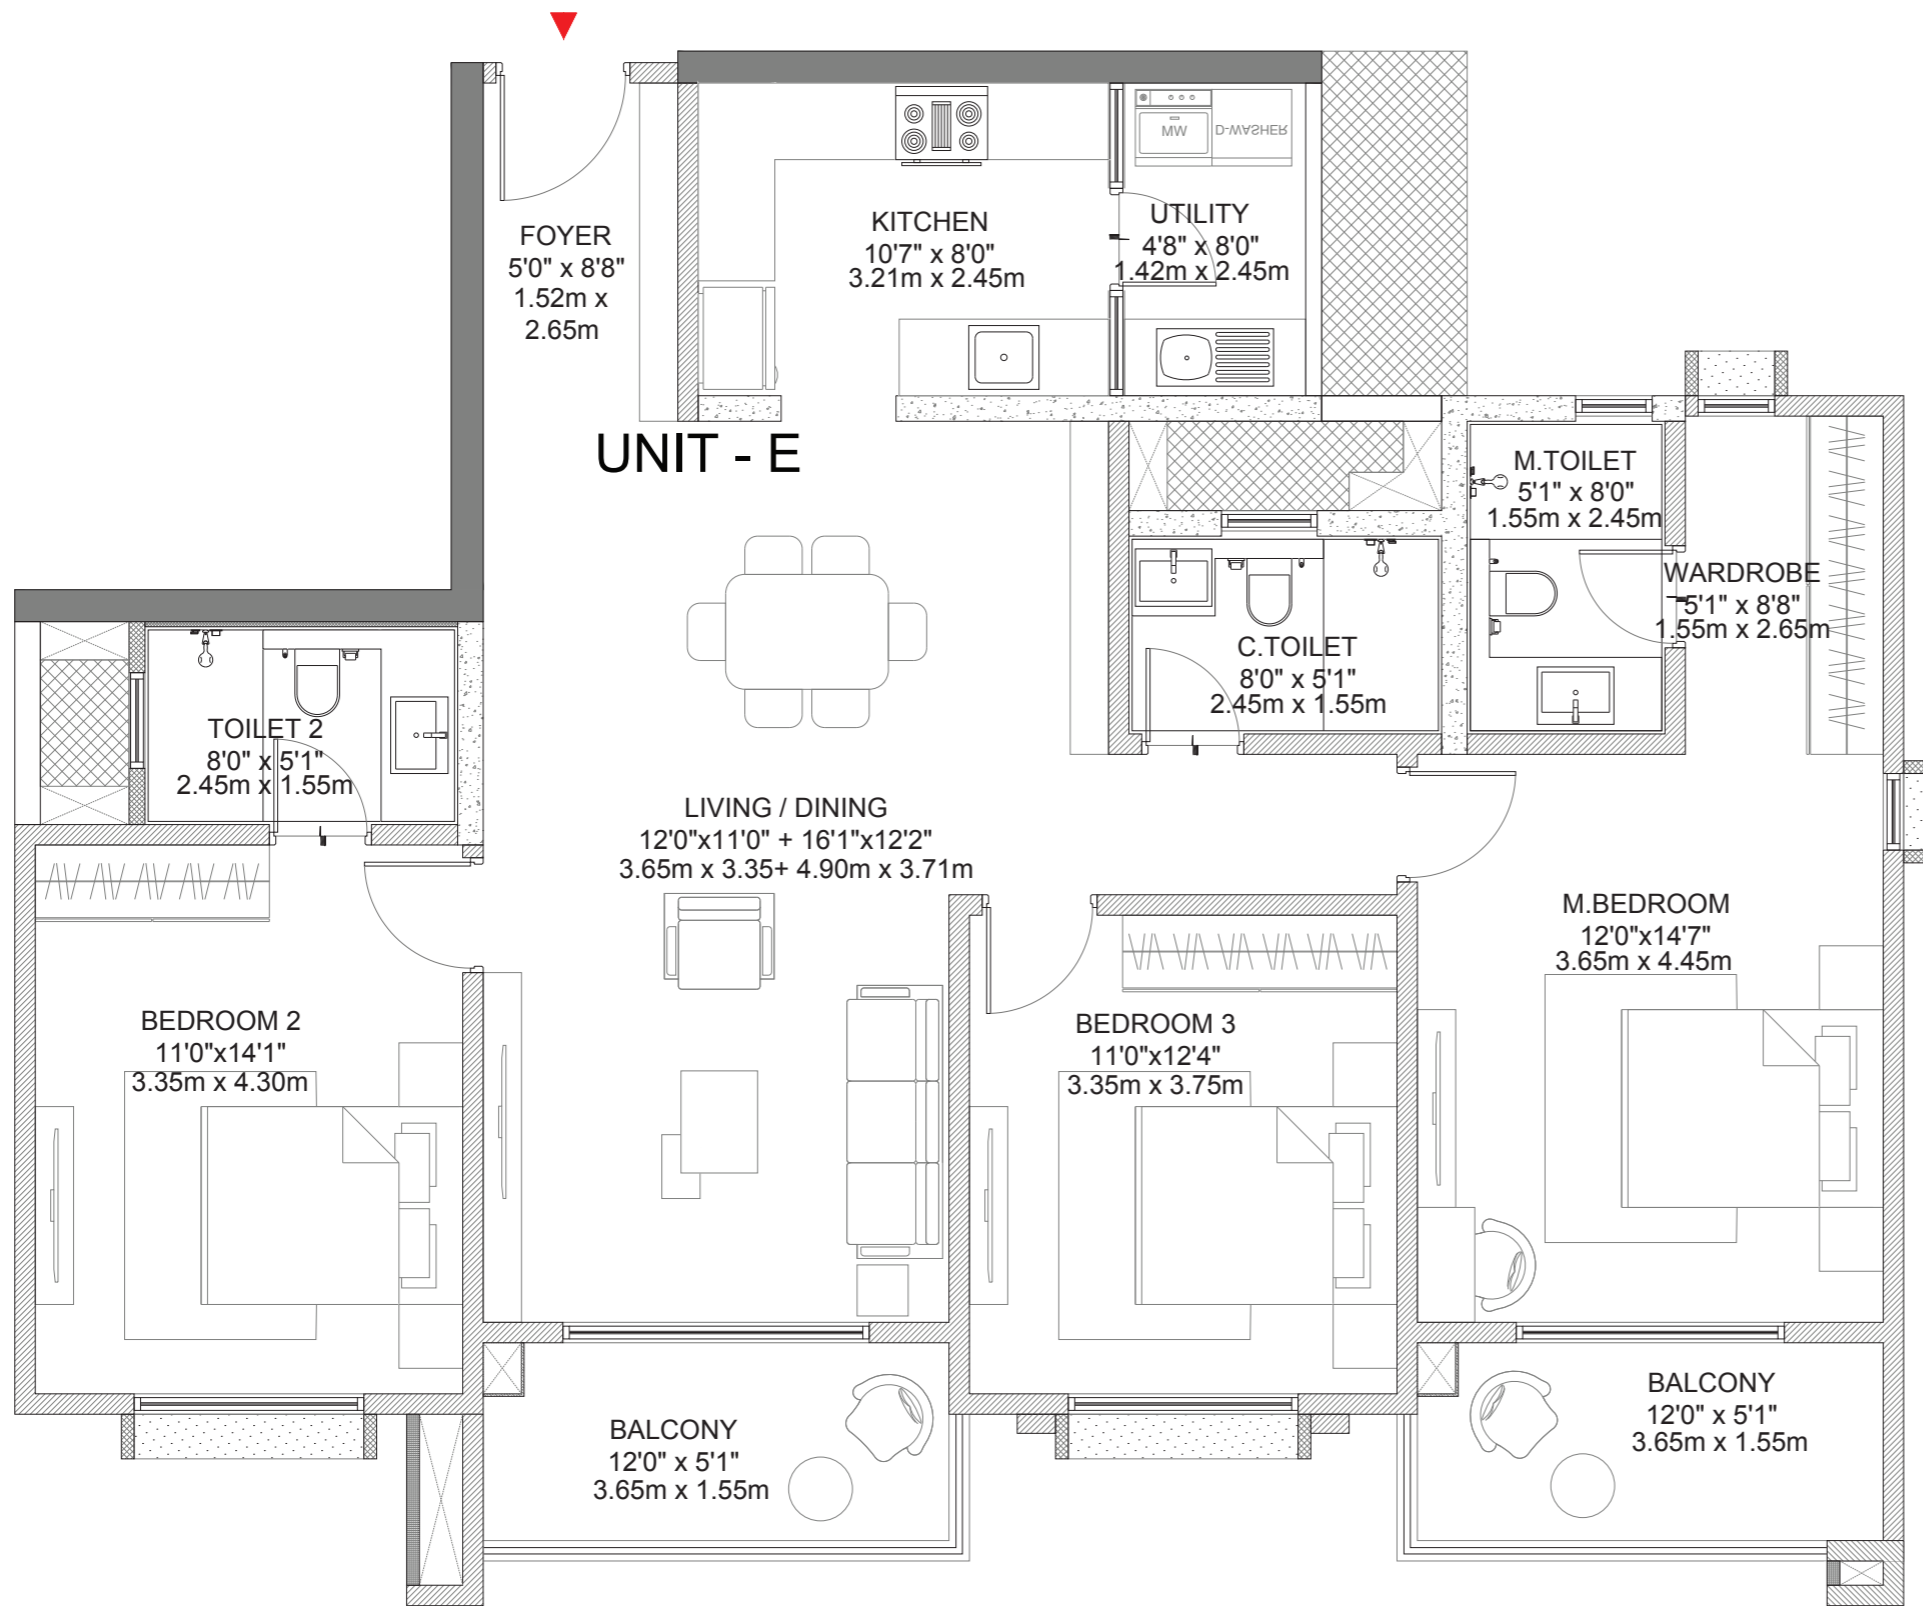 FOYER
5'0" x 8'8"
1.52m x
2.65m
KITCHEN
10'7" x 8'0"
3.21m x 2.45m
MW
D-WASHER
UTILITY
4'8" x 8'0"
1.42m x 2.45m
UNIT - E
M.TOILET
5'1" x 8'0"
1.55m x 2.45m
WARDROBE
5'1" x 8'8"
1.55m x 2.65m
C.TOILET
8'0" x 5'1"
2.45m x 1.55m
TOILET 2
8'0" x 5'1"
2.45m x 1.55m
LIVING / DINING
12'0"x11'0" + 16'1"x12'2"
3.65m x 3.35+ 4.90m x 3.71m
M.BEDROOM
12'0"x14'7"
3.65m x 4.45m
BEDROOM 2
11'0"x14'1"
3.35m x 4.30m
BEDROOM 3
11'0"x12'4"
3.35m x 3.75m
BALCONY
12'0" x 5'1"
3.65m x 1.55m
BALCONY
12'0" x 5'1"
3.65m x 1.55m